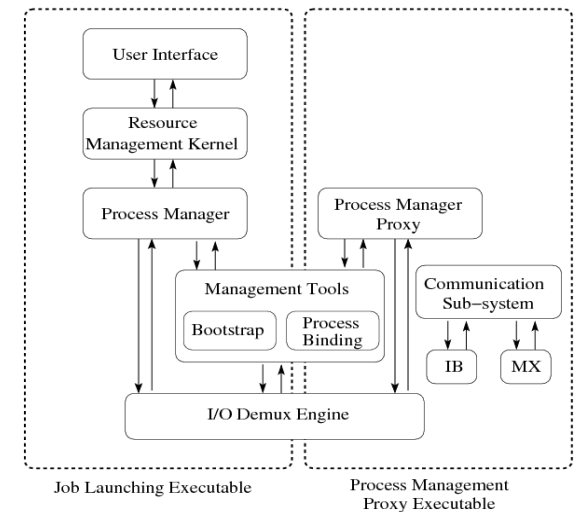 User Interface
Resource
Management Kernel
Process Manager
Process Manager
Proxy
Management Tools
Bootstrap
Process
Binding
Communication
Sub−system
IB
MX
I/O Demux Engine
Job Launching Executable
Process Management
Proxy Executable